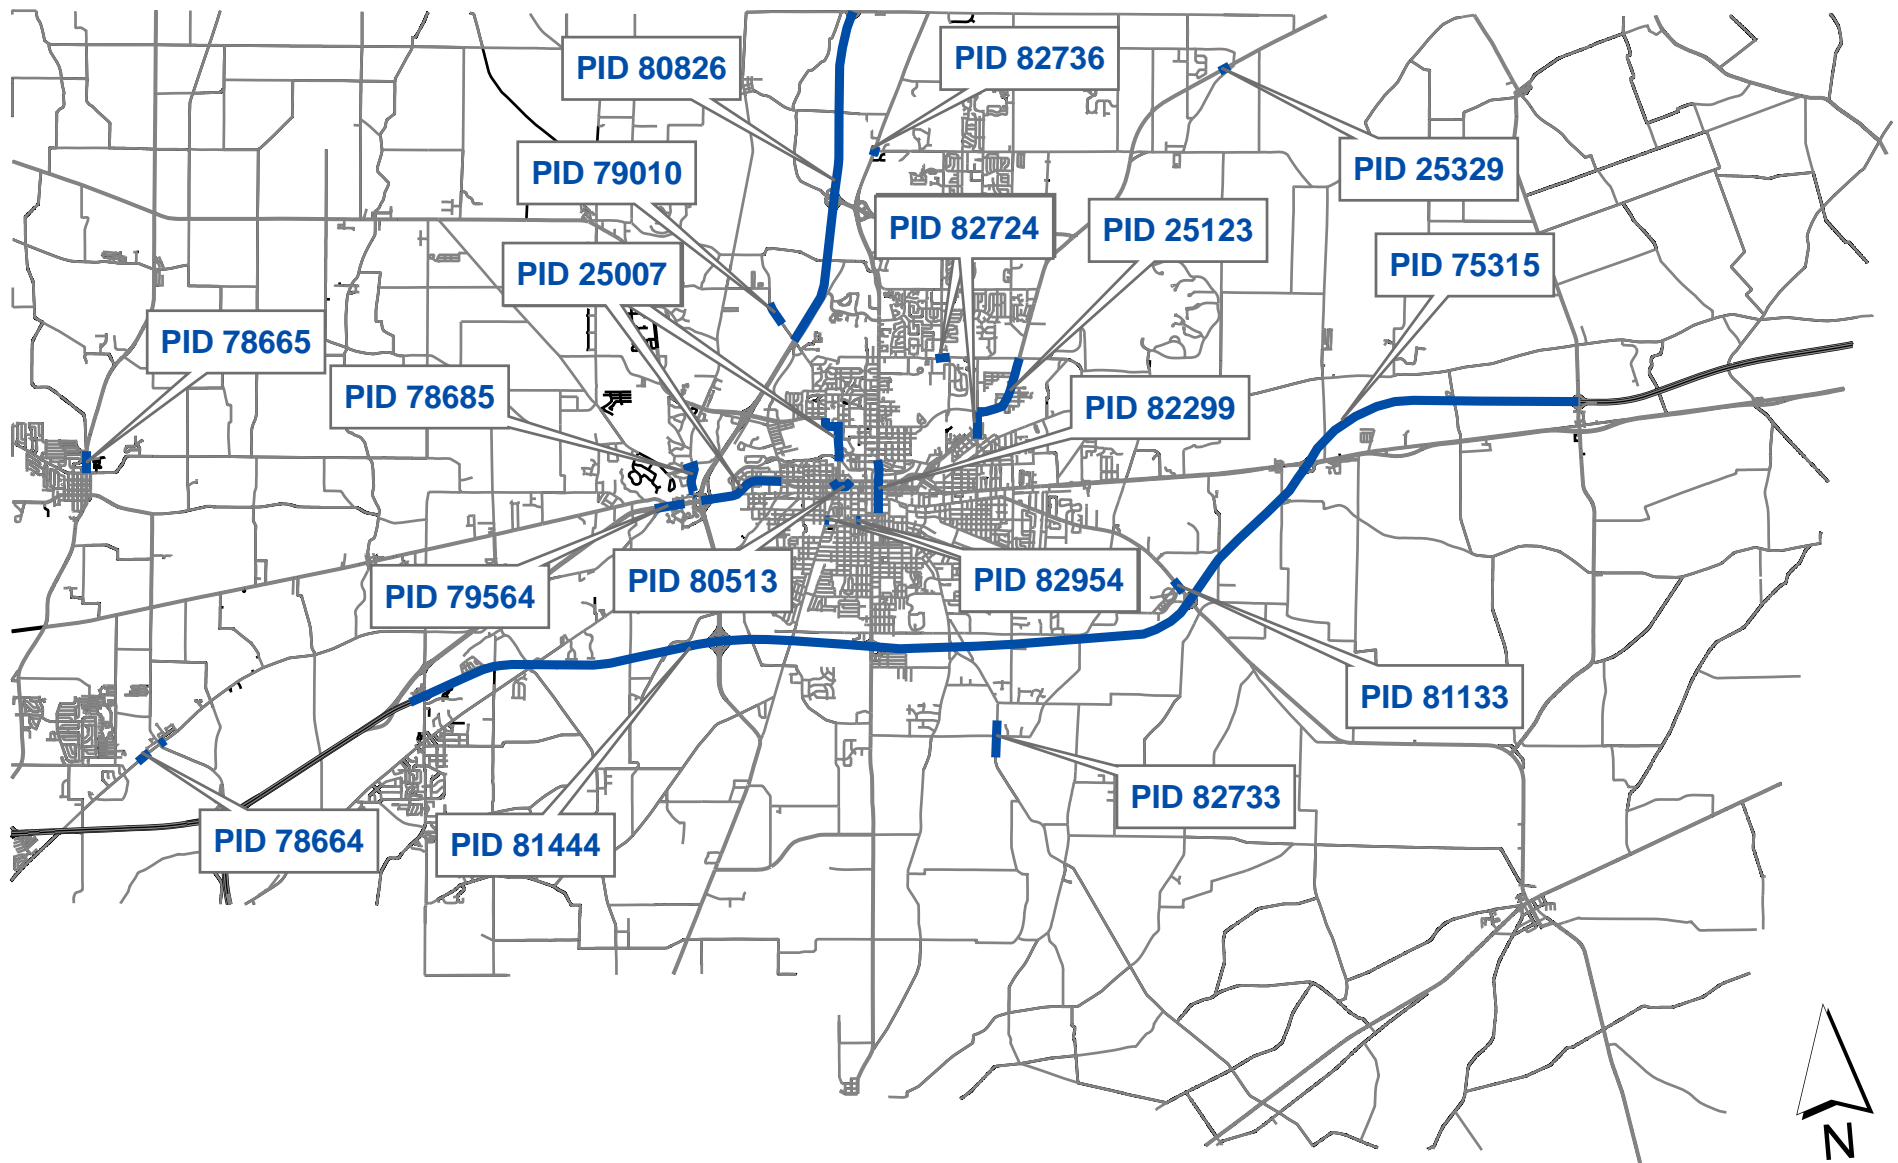 PID 80826
PID 82736
PID 79010
PID 25329
PID 82724
PID 25123
PID 25007
PID 75315
PID 78665
PID 78685
PID 82299
PID 79564
PID 80513
PID 82954
PID 81133
PID 82733
PID 78664
PID 81444
N